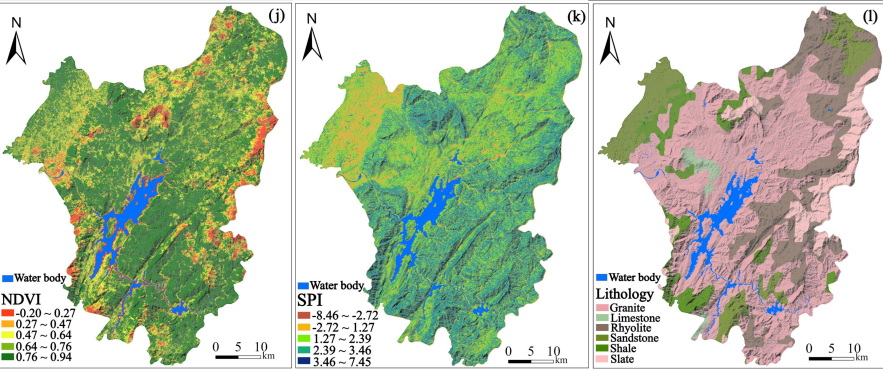 N
(j)
Water body
NDVI
-0.20 ~ 0.27
0.27 ~ 0.47
0.47 ~ 0.64
0.64 ~ 0.76
0.76 ~ 0.94
0 5 10
km
N
(k)
Water body
SPI
-8.46 ~ -2.72
-2.72 ~ 1.27
1.27 ~ 2.39
2.39 ~ 3.46
3.46 ~ 7.45
0 5 10
km
N
(l)
Water body
Lithology
Granite
Limestone
Rhyolite
Sandstone
Shale
Slate
0 5 10
km